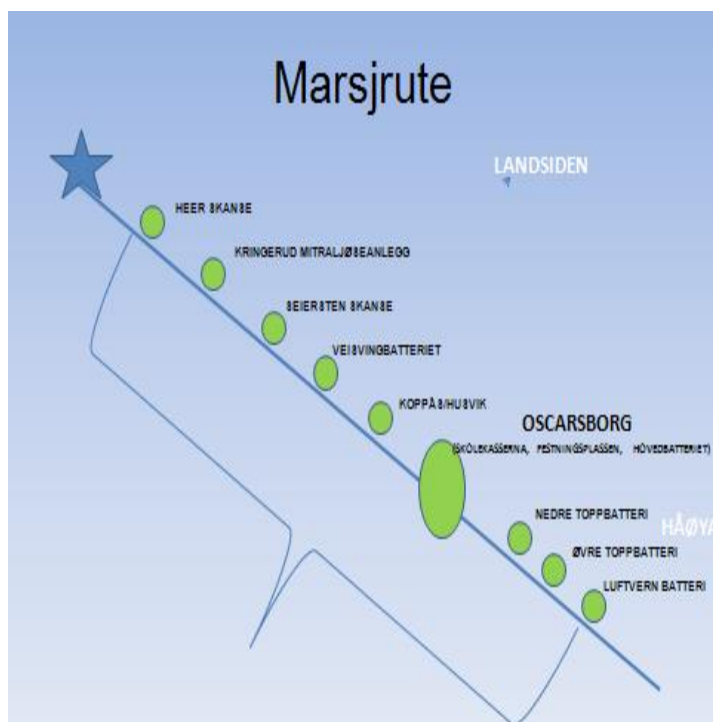 Marsjrute
LANDSIDEN
HEER SKANSE
KRINGERUD MITRALJØSEANLEGG
SEIERSTEN SKANSE
VEISVINGBATTERIET
KOPPÅS/HUSVIK
OSCARSBORG
(SKOLEKASSERNA, FESTNINGSPLASSEN, HOVEDBATTERIET)
NEDRE TOPPBATTERI
HÅØYA
ØVRE TOPPBATTERI
LUFTVERN BATTERI